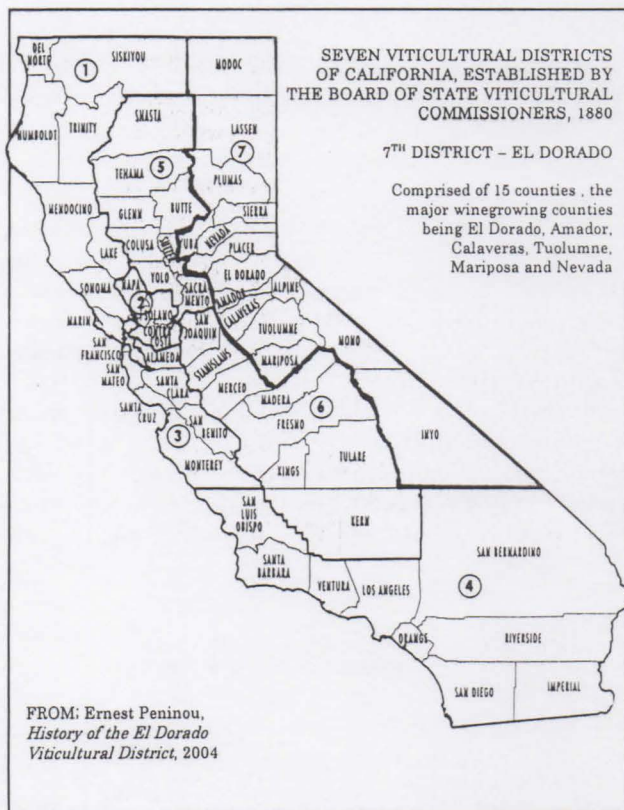 SEVEN VITICULTURAL DISTRICTS
OF CALIFORNIA, ESTABLISHED BY
THE BOARD OF STATE VITICULTURAL
COMMISSIONERS, 1880
7TH DISTRICT – EL DORADO
Comprised of 15 counties , the
major winegrowing counties
being El Dorado, Amador,
Calaveras, Tuolumne,
Mariposa and Nevada
DEL
NORTE
SISKIYOU
MODOC
1
HUMBOLDT
TRINITY
SHASTA
LASSEN
7
TEHAMA
5
PLUMAS
MENDOCINO
GLENN
BUTTE
SIERRA
COLUSA
YUBA
NEVADA
PLACER
LAKE
SONOMA
NAPA
YOLO
EL DORADO
2
SOLANO
SACRA
MENTO
AMADOR
ALPINE
MARIN
CONTRA
COSTA
SAN
JOAQUIN
CALAVERAS
TUOLUMNE
MONO
SAN
FRANCISCO
ALAMEDA
STANISLAUS
MARIPOSA
SAN
MATEO
SANTA
CLARA
MERCED
MADERA
6
SANTA
CRUZ
3
SAN
BENITO
FRESNO
INYO
MONTEREY
KINGS
TULARE
SAN
LUIS
OBISPO
KERN
SAN BERNARDINO
SANTA
BARBARA
VENTURA
LOS ANGELES
4
ORANGE
RIVERSIDE
SAN DIEGO
IMPERIAL
FROM; Ernest Peninou,
History of the El Dorado
Viticultural District, 2004